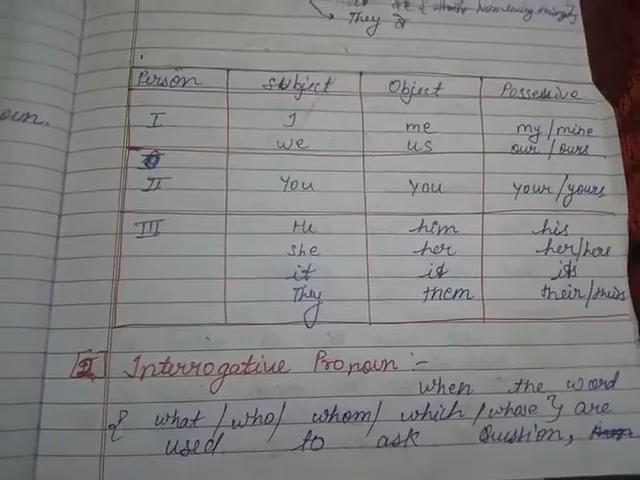 They
oun.
Person Subject Object Possessive
I I me my/mine
we us our/ours
II You You your/yours
III He him his
she her her/hers
it it its
They them their/theirs
I Interrogative Pronoun :-
when the word
{ what/who/ whom/ which/whose} are
used to ask Question,